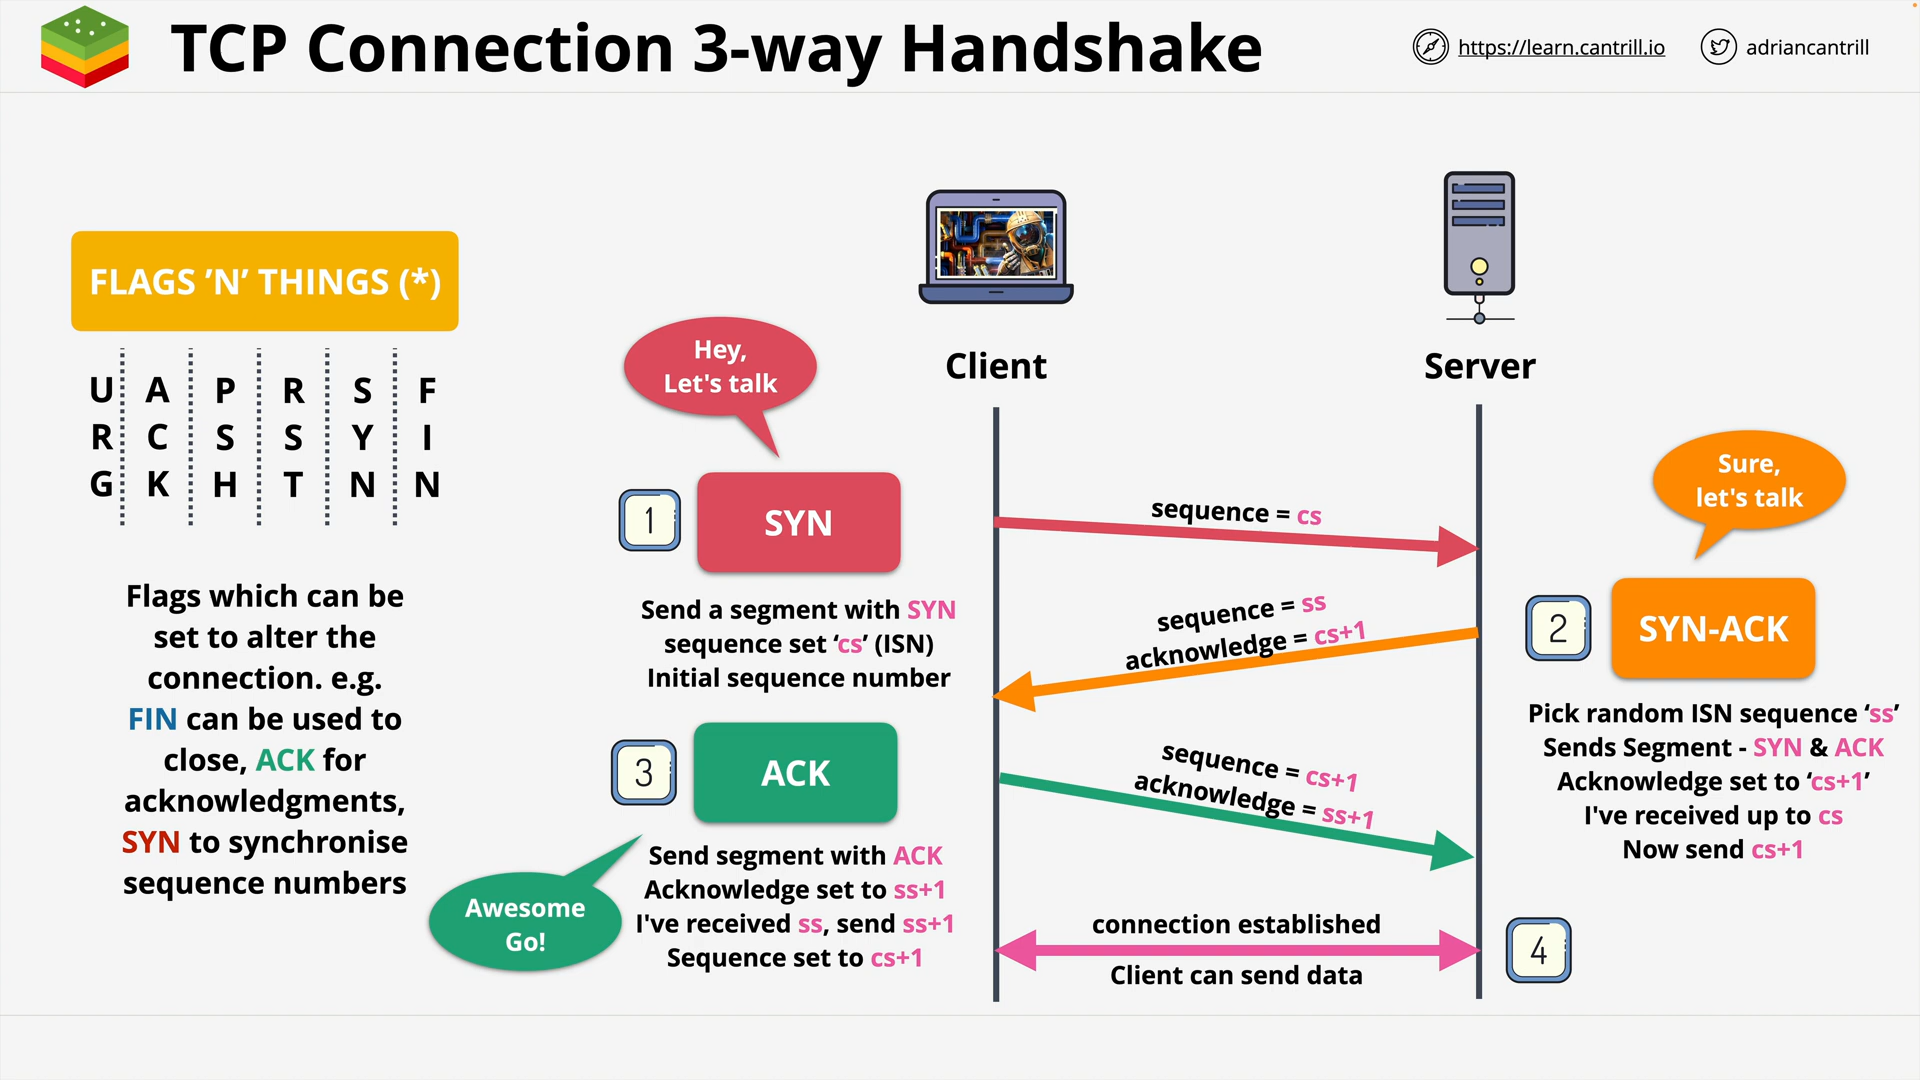 TCP Connection 3-way Handshake
https://learn.cantrill.io
adriancantrill
FLAGS ’N’ THINGS (*)
URG
ACK
PSH
RST
SYN
FIN
Flags which can be
set to alter the
connection. e.g.
FIN can be used to
close, ACK for
acknowledgments,
SYN to synchronise
sequence numbers
Client
Server
Hey,
Let's talk
1
SYN
Send a segment with SYN
sequence set ‘cs’ (ISN)
Initial sequence number
sequence = cs
Sure,
let's talk
2
SYN-ACK
Pick random ISN sequence ‘ss’
Sends Segment - SYN & ACK
Acknowledge set to ‘cs+1’
I've received up to cs
Now send cs+1
sequence = ss
acknowledge = cs+1
3
ACK
Send segment with ACK
Acknowledge set to ss+1
I've received ss, send ss+1
Sequence set to cs+1
Awesome
Go!
sequence = cs+1
acknowledge = ss+1
connection established
Client can send data
4